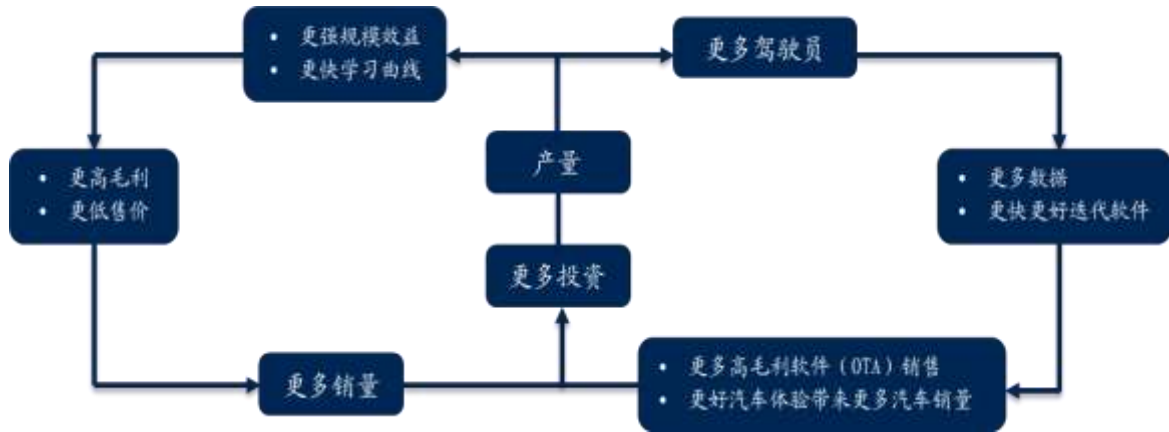 更强规模效益
更快学习曲线
更多驾驶员
更高毛利
更低售价
产量
更多数据
更快更好迭代软件
更多投资
更多销量
更多高毛利软件（OTA）销售
更好汽车体验带来更多汽车销量